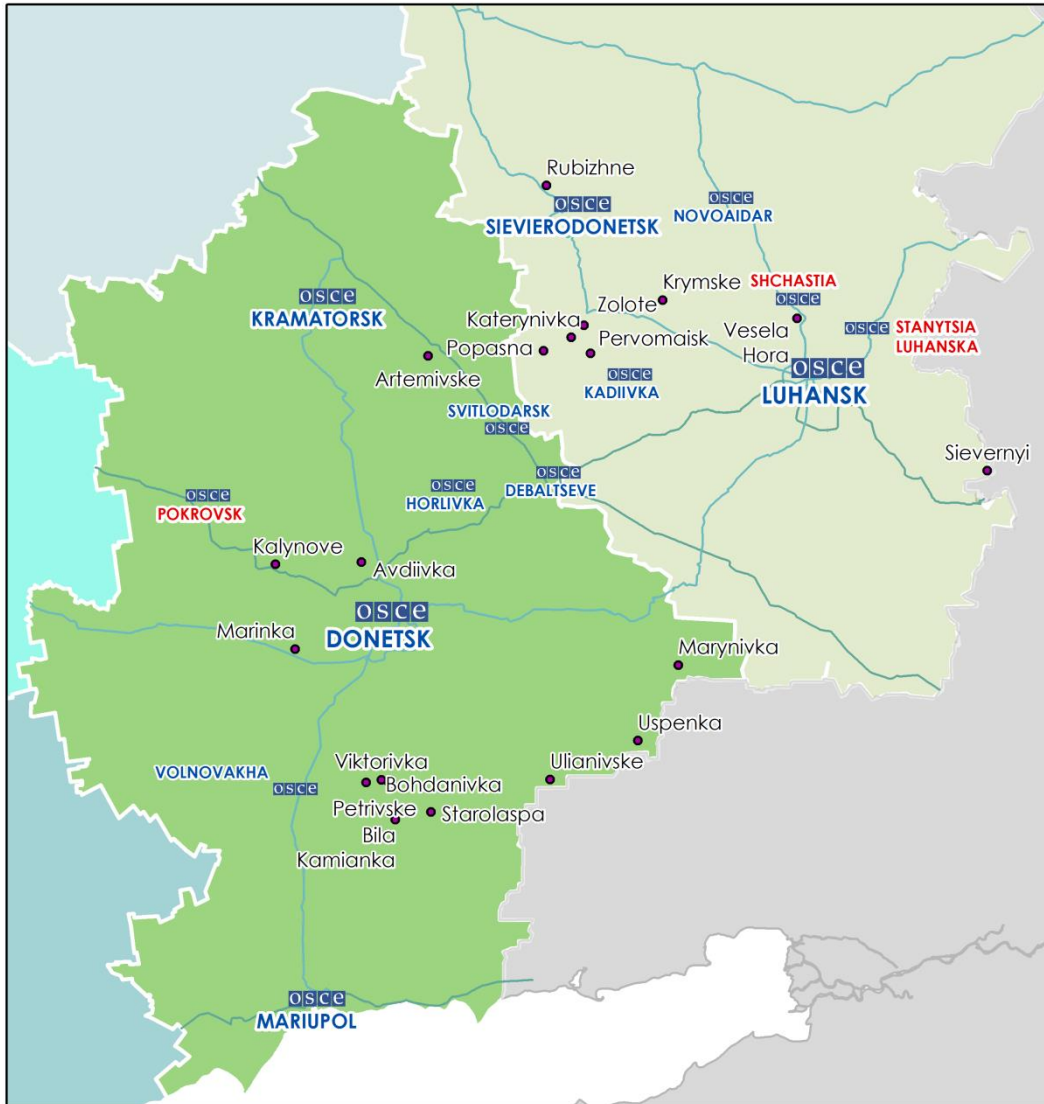 Rubizhne
osce
SIEVIERODONETSK
osce
NOVOAIDAR
Krymske
SHCHASTIA
osce
osce
KRAMATORSK
Zolote
Katerynivka
Vesela
Hora
osce
STANYTSIA
LUHANSKA
Popasna
Pervomaisk
Artemivske
osce
KADIIVKA
osce
LUHANSK
SVITLODARSK
osce
Sievernyi
osce
POKROVSK
osce
HORLIVKA
osce
DEBALTSEVE
Kalynove
Avdiivka
osce
DONETSK
Marinka
Marynivka
Uspenka
VOLNOVAKHA
osce
Viktorivka
Bohdanivka
Ulianivske
Petrivske
Starolaspa
Bila
Kamianka
osce
MARIUPOL